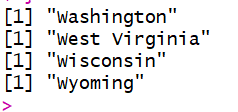 [1] "Washington"
[1] "West Virginia"
[1] "Wisconsin"
[1] "Wyoming"
>